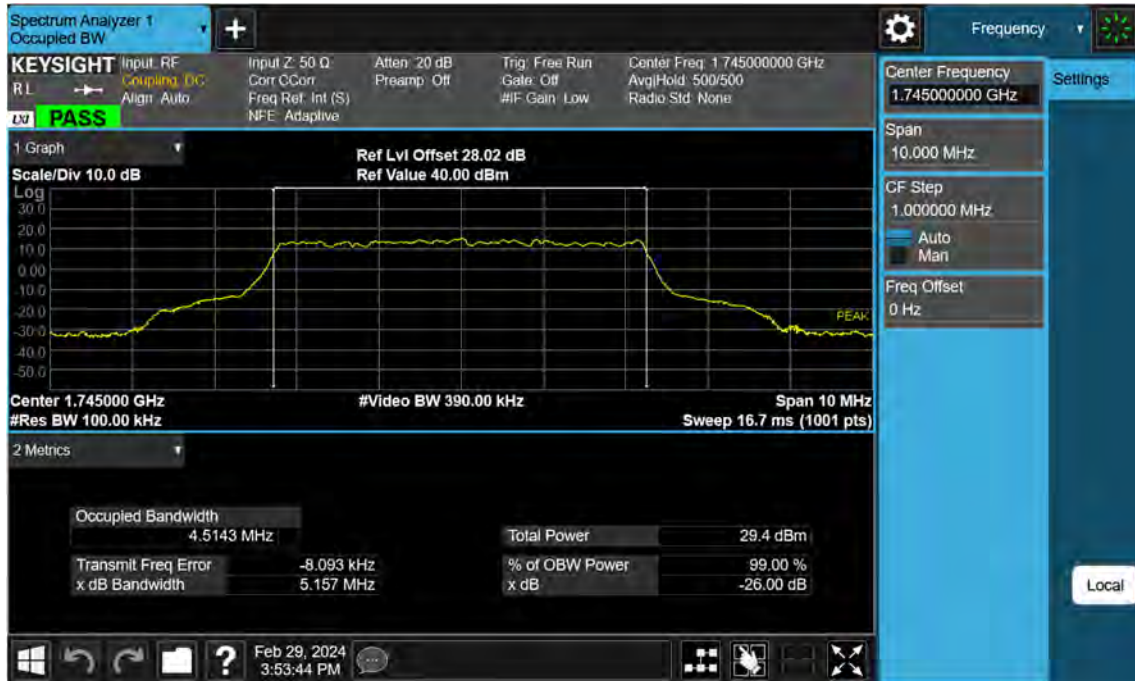 Spectrum Analyzer 1
Occupied BW
+
Frequency
KEYSIGHT
R L
LXI
PASS
Input: RF
Coupling: DC
Align: Auto
Input Z: 50 Ω
Corr CCorr
Freq Ref: Int (S)
NFE: Adaptive
Atten: 20 dB
Preamp: Off
Trig: Free Run
Gate: Off
#IF Gain: Low
Center Freq: 1.745000000 GHz
Avg|Hold: 500/500
Radio Std: None
Center Frequency
1.745000000 GHz
Settings
Span
10.000 MHz
CF Step
1.000000 MHz
Auto
Man
Freq Offset
0 Hz
1 Graph
Scale/Div 10.0 dB
Ref Lvl Offset 28.02 dB
Ref Value 40.00 dBm
Log
30.0
20.0
10.0
0.00
-10.0
-20.0
-30.0
-40.0
-50.0
PEAK
Center 1.745000 GHz
#Video BW 390.00 kHz
Span 10 MHz
#Res BW 100.00 kHz
Sweep 16.7 ms (1001 pts)
2 Metrics
Occupied Bandwidth
4.5143 MHz
Total Power 29.4 dBm
Transmit Freq Error -8.093 kHz
% of OBW Power 99.00 %
x dB Bandwidth 5.157 MHz
x dB -26.00 dB
Local
?
Feb 29, 2024
3:53:44 PM